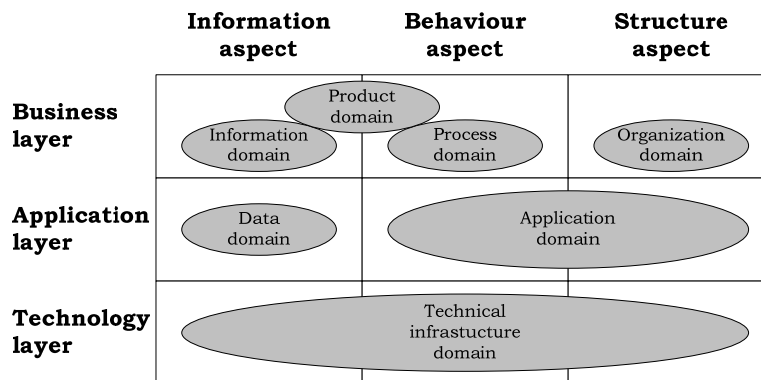 Information
aspect
Behaviour
aspect
Structure
aspect
Business
layer
Product
domain
Information
domain
Process
domain
Organization
domain
Application
layer
Data
domain
Application
domain
Technology
layer
Technical
infrastucture
domain